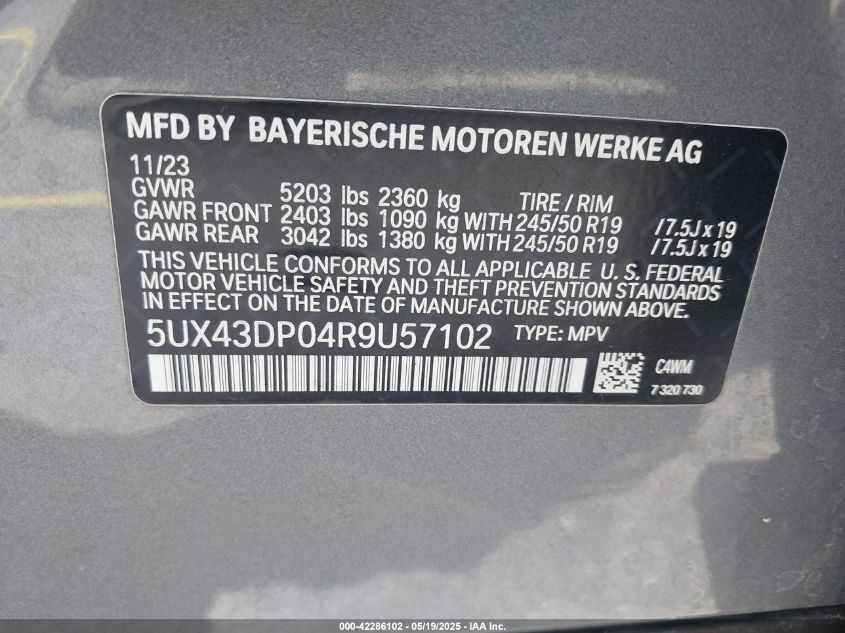 MFD BY BAYERISCHE MOTOREN WERKE AG
11/23
GVWR 5203 lbs 2360 kg TIRE / RIM
GAWR FRONT 2403 lbs 1090 kg WITH 245/50 R19 / 7.5J x 19
GAWR REAR 3042 lbs 1380 kg WITH 245/50 R19 / 7.5J x 19
THIS VEHICLE CONFORMS TO ALL APPLICABLE U. S. FEDERAL
MOTOR VEHICLE SAFETY AND THEFT PREVENTION STANDARDS
IN EFFECT ON THE DATE OF MANUFACTURE SHOWN ABOVE.
5UX43DP04R9U57102 TYPE: MPV
C4WM
7 320 730
000-42286102 - 05/19/2025 - IAA Inc.